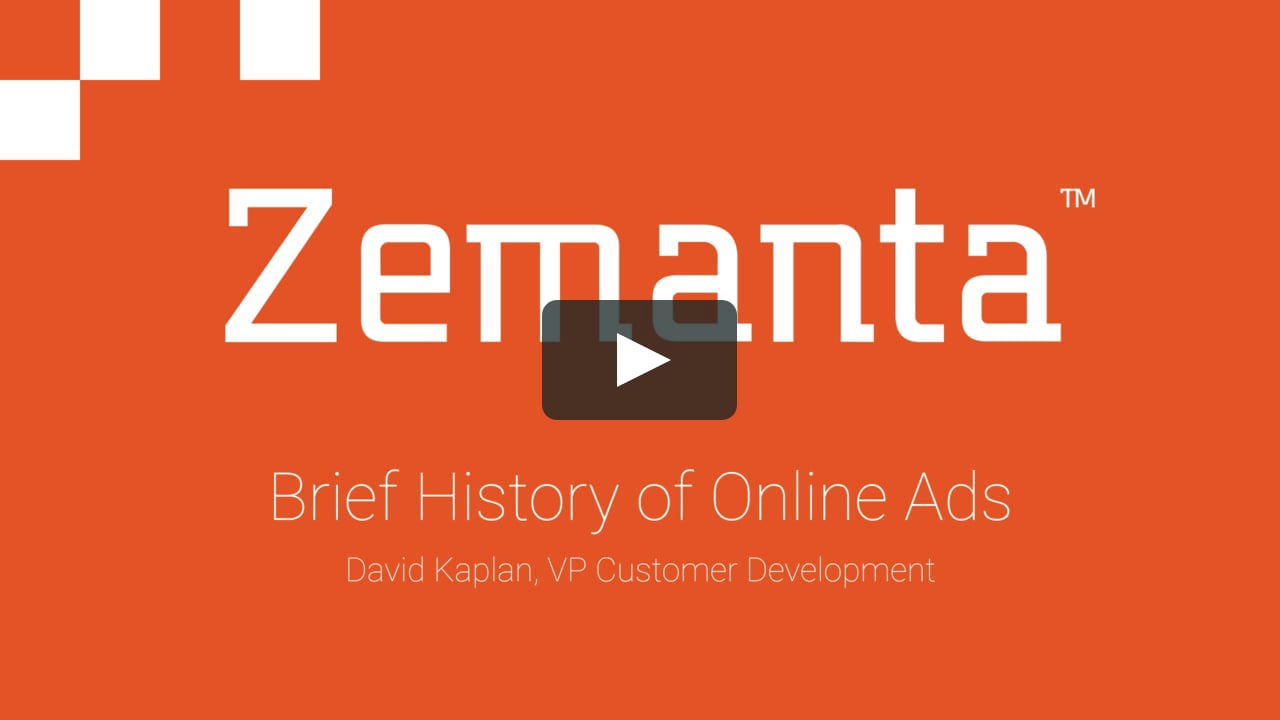 Zemanta™
Brief History of Online Ads
David Kaplan, VP Customer Development